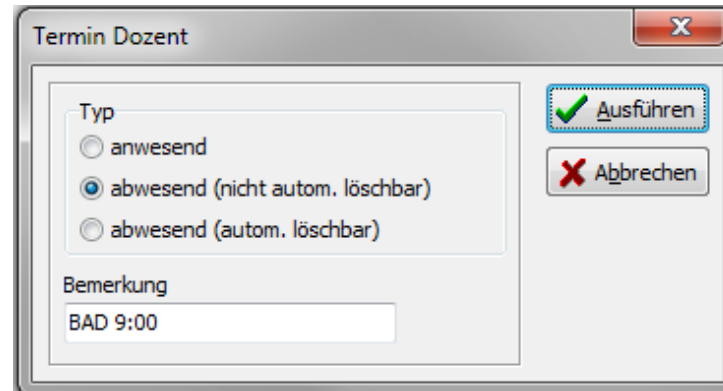 Termin Dozent
Typ
anwesend
abwesend (nicht autom. löschbar)
abwesend (autom. löschbar)
Bemerkung
BAD 9:00
Ausführen
Abbrechen